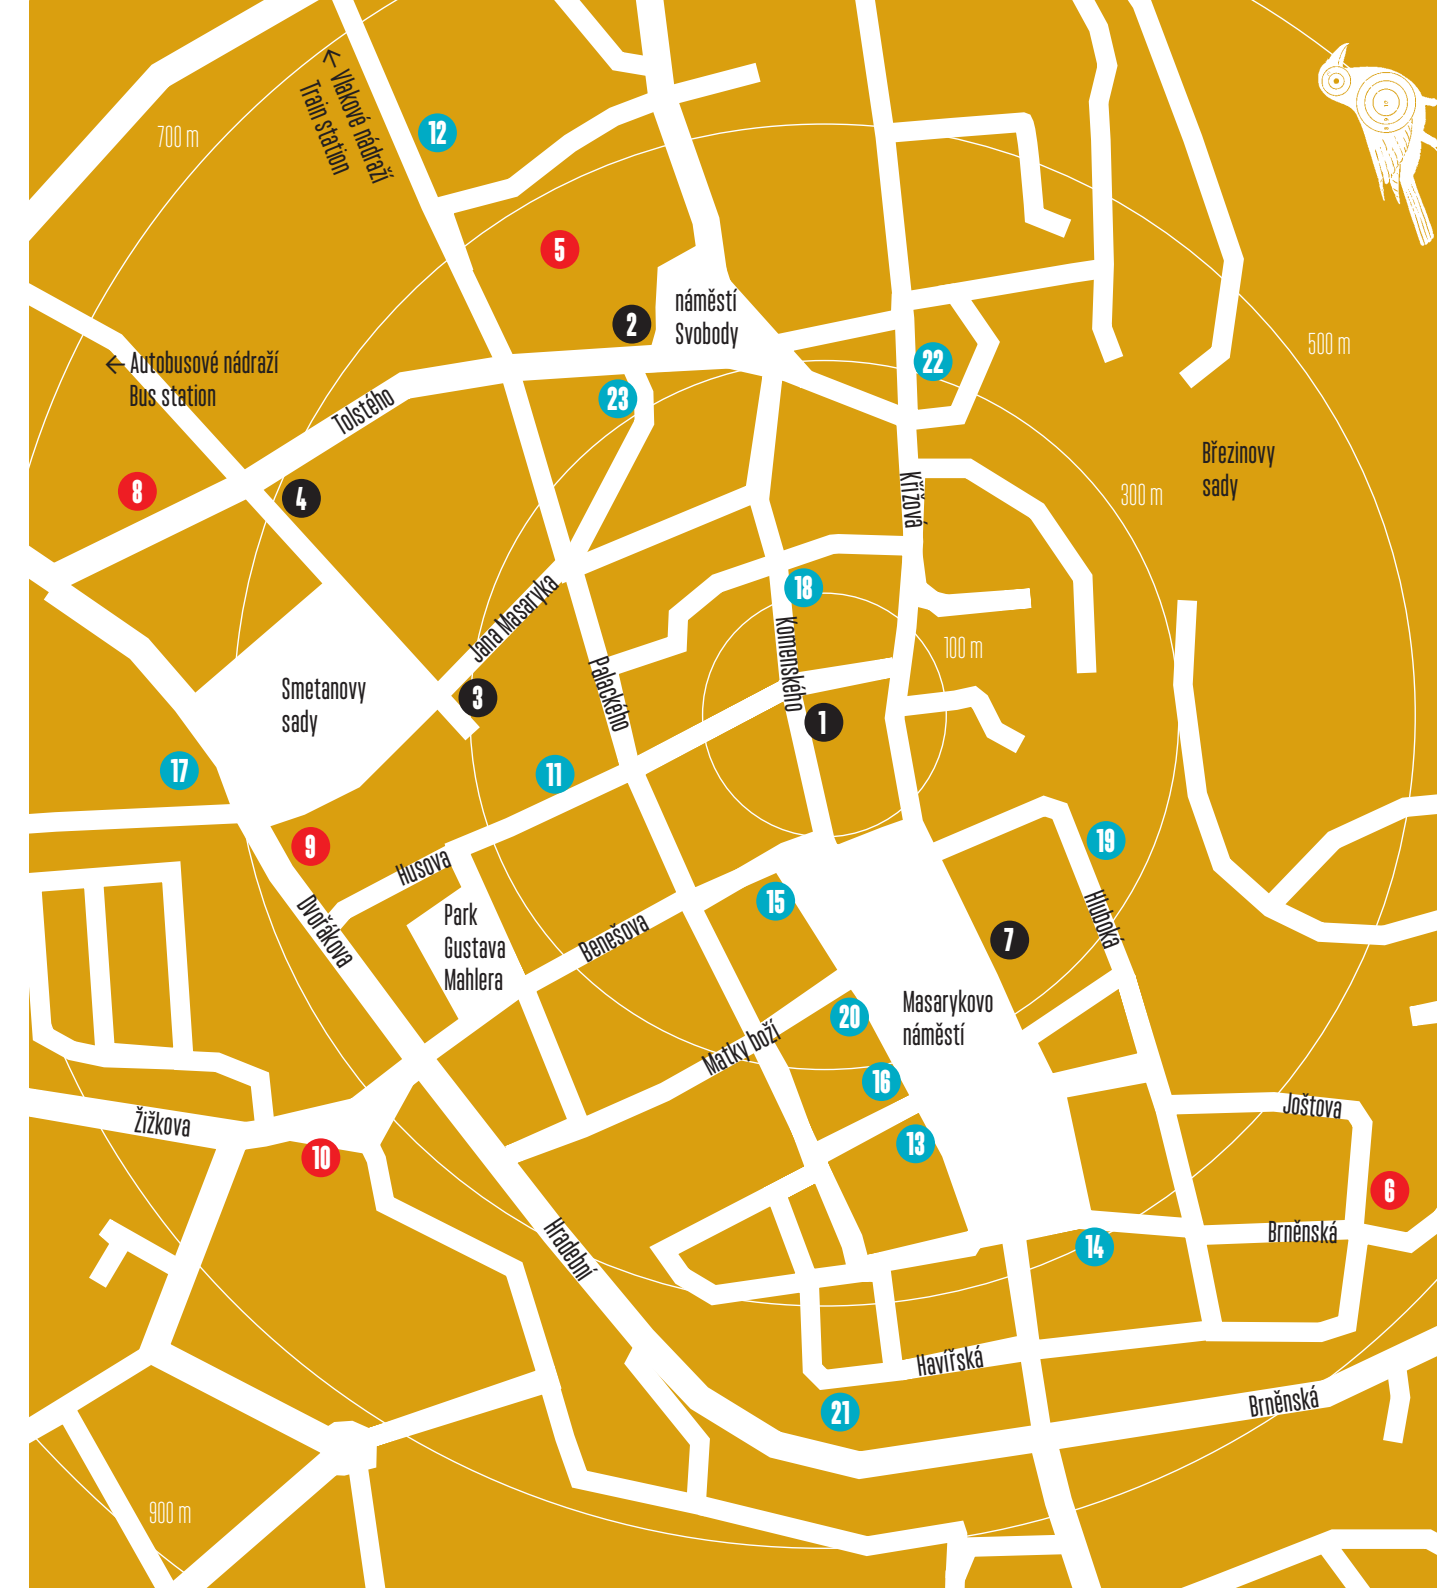 ← Vlakové nádraží
Train station
12
700 m
5
2
náměstí
Svobody
500 m
← Autobusové nádraží
Bus station
Tolstého
23
22
Březinovy
sady
8
4
300 m
Křížová
Jana Masaryka
18
Komenského
100 m
Smetanovy
sady
3
Palackého
1
17
11
9
Husova
19
Dvořákova
Park
Gustava
Mahlera
Benešova
15
Hluboká
7
Masarykovo
náměstí
20
Matky boží
16
Žižkova
10
13
Joštova
6
Hradební
14
Brněnská
Havířská
21
Brněnská
900 m